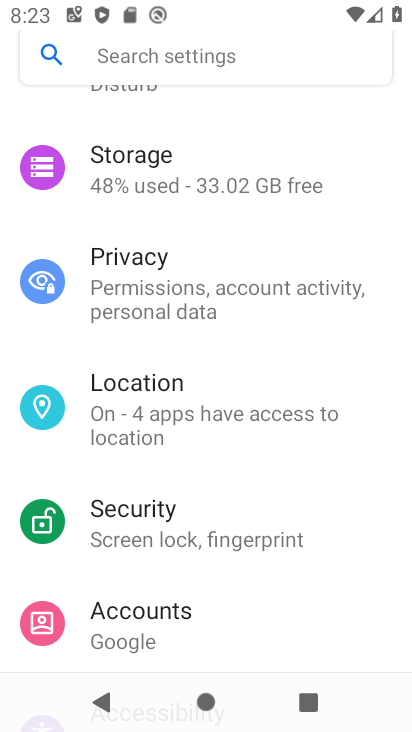 8:23
Search settings
Disturb
Storage
48% used - 33.02 GB free
Privacy
Permissions, account activity,
personal data
Location
On - 4 apps have access to
location
Security
Screen lock, fingerprint
Accounts
Google
Accessibility